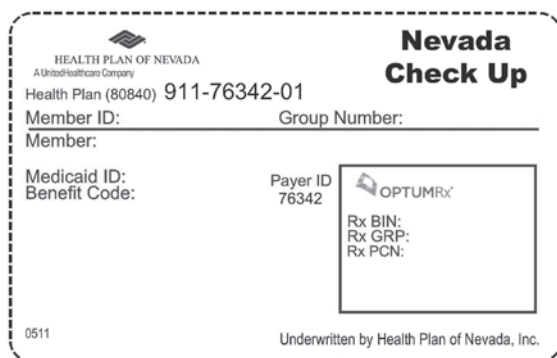 HEALTH PLAN OF NEVADA
A UnitedHealthcare Company
Nevada
Check Up
Health Plan (80840) 911-76342-01
Member ID: Group Number:
Member:
Medicaid ID:
Benefit Code:
Payer ID
76342
OPTUMRx®
Rx BIN:
Rx GRP:
Rx PCN:
0511
Underwritten by Health Plan of Nevada, Inc.